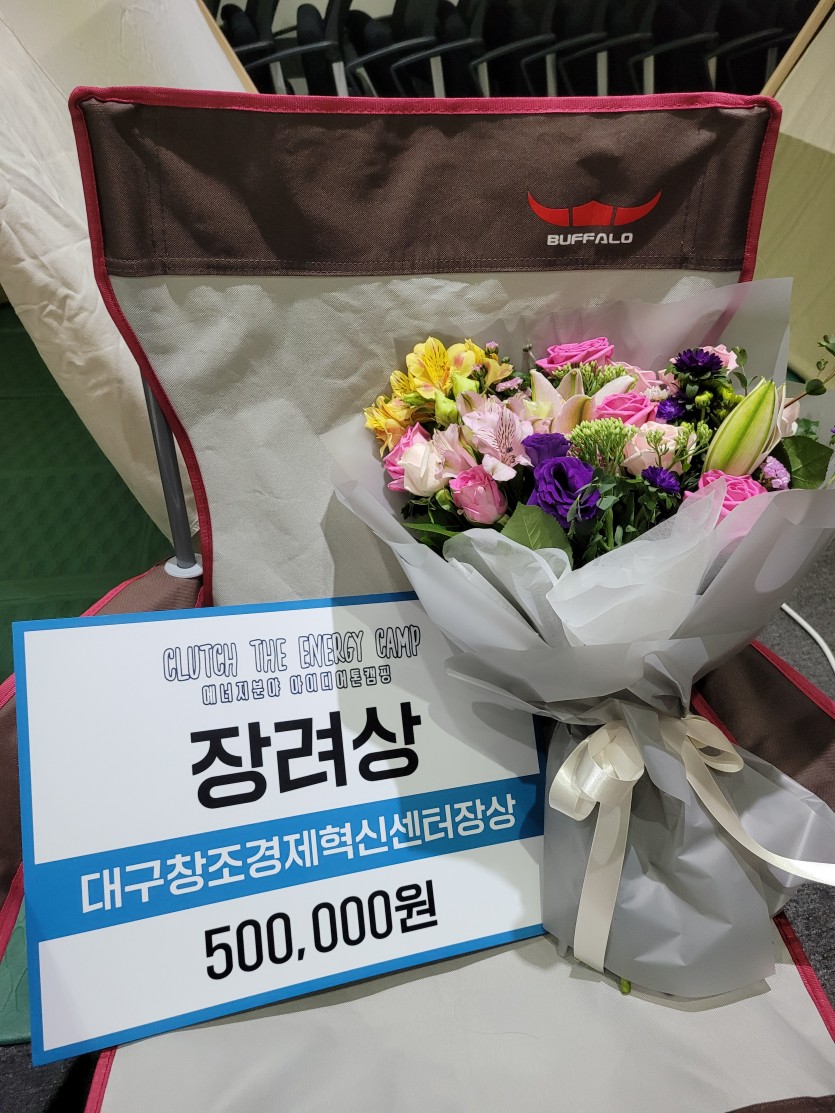 BUFFALO
CLUTCH THE ENERGY CAMP
에너지분야 아이디어톤캠핑
장려상
대구창조경제혁신센터장상
500,000원